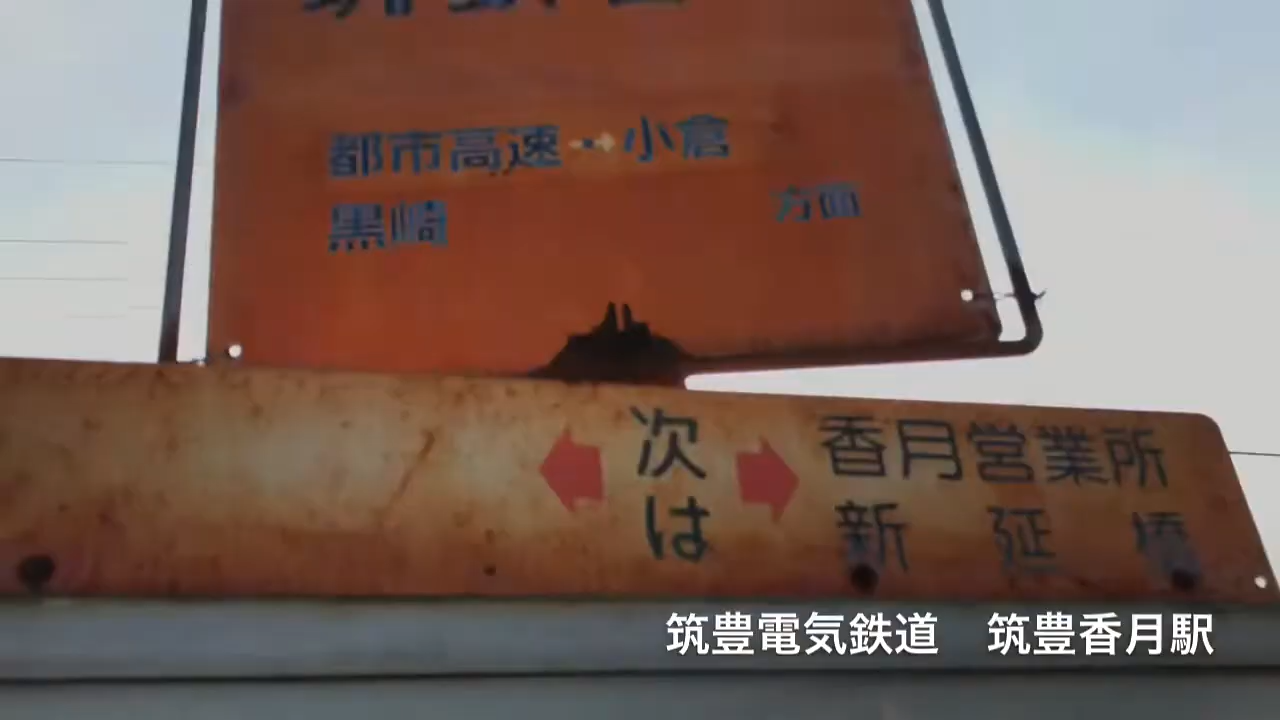 都市高速→小倉
黒崎 方面
次は 香月営業所
新延橋
筑豊電気鉄道 筑豊香月駅